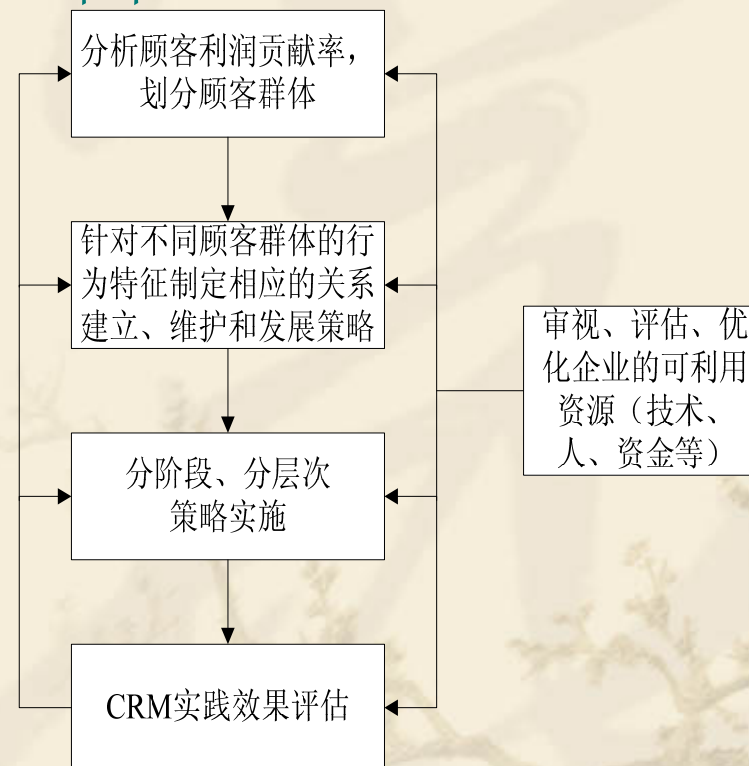 分析顾客利润贡献率，
划分顾客群体
针对不同顾客群体的行
为特征制定相应的关系
建立、维护和发展策略
审视、评估、优
化企业的可利用
资源（技术、
人、资金等）
分阶段、分层次
策略实施
CRM实践效果评估